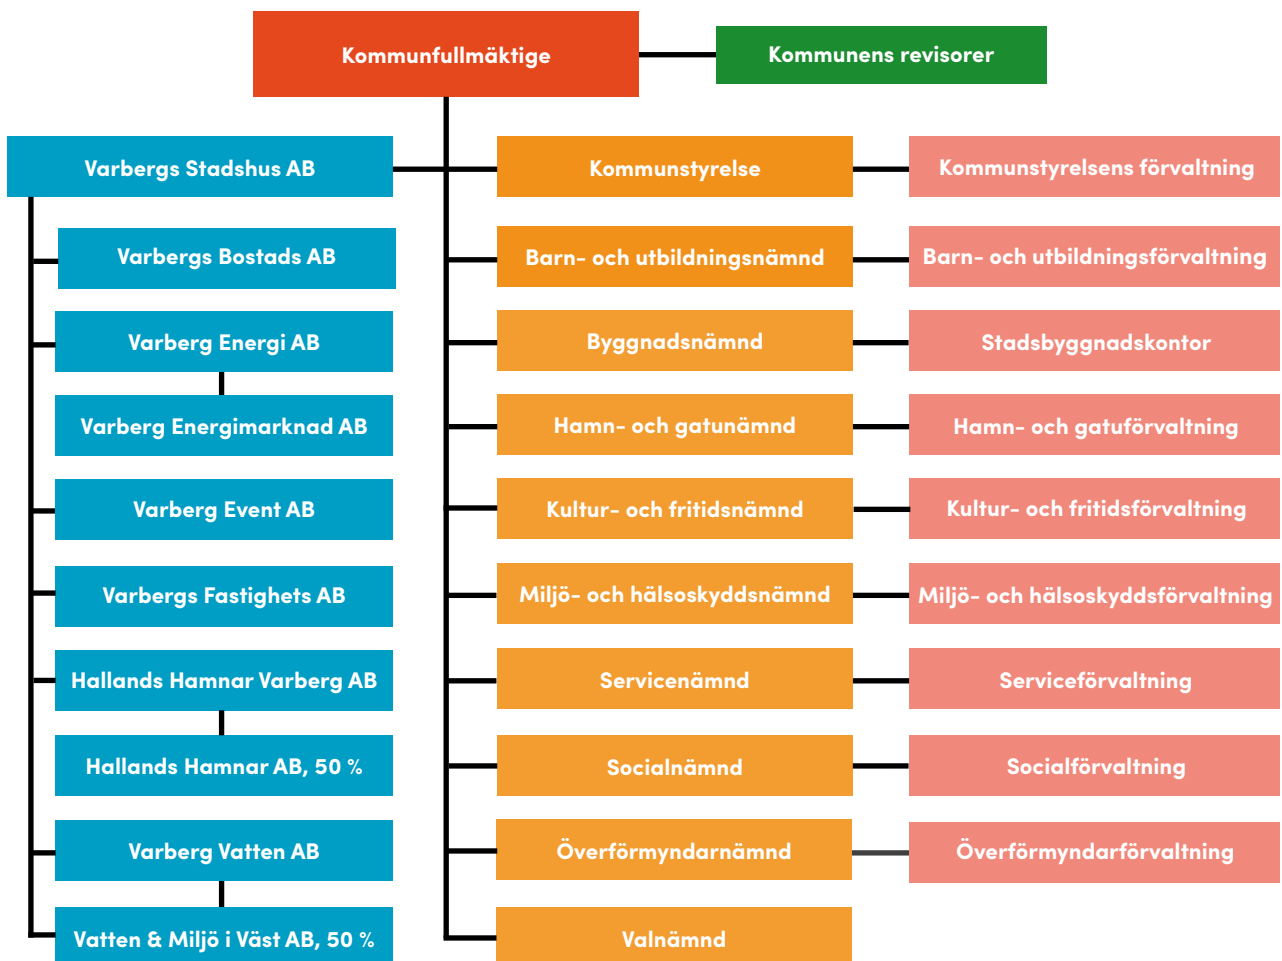 Kommunfullmäktige
Kommunens revisorer
Varbergs Stadshus AB
Kommunstyrelse
Kommunstyrelsens förvaltning
Varbergs Bostads AB
Barn- och utbildningsnämnd
Barn- och utbildningsförvaltning
Varberg Energi AB
Byggnadsnämnd
Stadsbyggnadskontor
Varberg Energimarknad AB
Hamn- och gatunämnd
Hamn- och gatuförvaltning
Varberg Event AB
Kultur- och fritidsnämnd
Kultur- och fritidsförvaltning
Varbergs Fastighets AB
Miljö- och hälsoskyddsnämnd
Miljö- och hälsoskyddsförvaltning
Hallands Hamnar Varberg AB
Servicenämnd
Serviceförvaltning
Hallands Hamnar AB, 50 %
Socialnämnd
Socialförvaltning
Varberg Vatten AB
Överförmyndarnämnd
Överförmyndarförvaltning
Vatten & Miljö i Väst AB, 50 %
Valnämnd